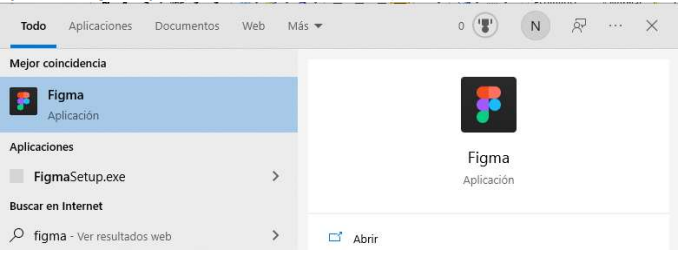 Todo Aplicaciones Documentos Web Más 0 N
Mejor coincidencia
Figma
Aplicación
Aplicaciones
FigmaSetup.exe
Buscar en Internet
figma - Ver resultados web
Figma
Aplicación
Abrir